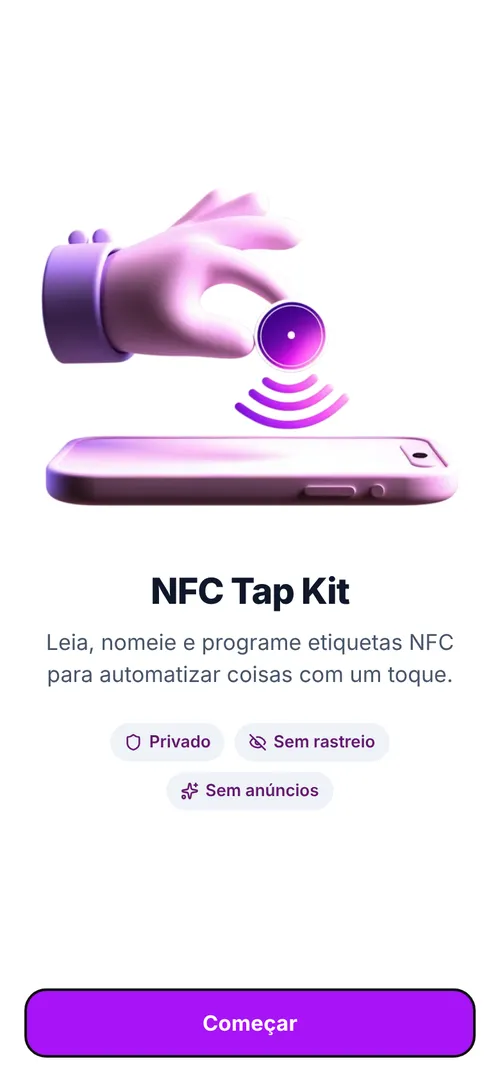 NFC Tap Kit
Leia, nomeie e programe etiquetas NFC
para automatizar coisas com um toque.
Privado
Sem rastreio
Sem anúncios
Começar